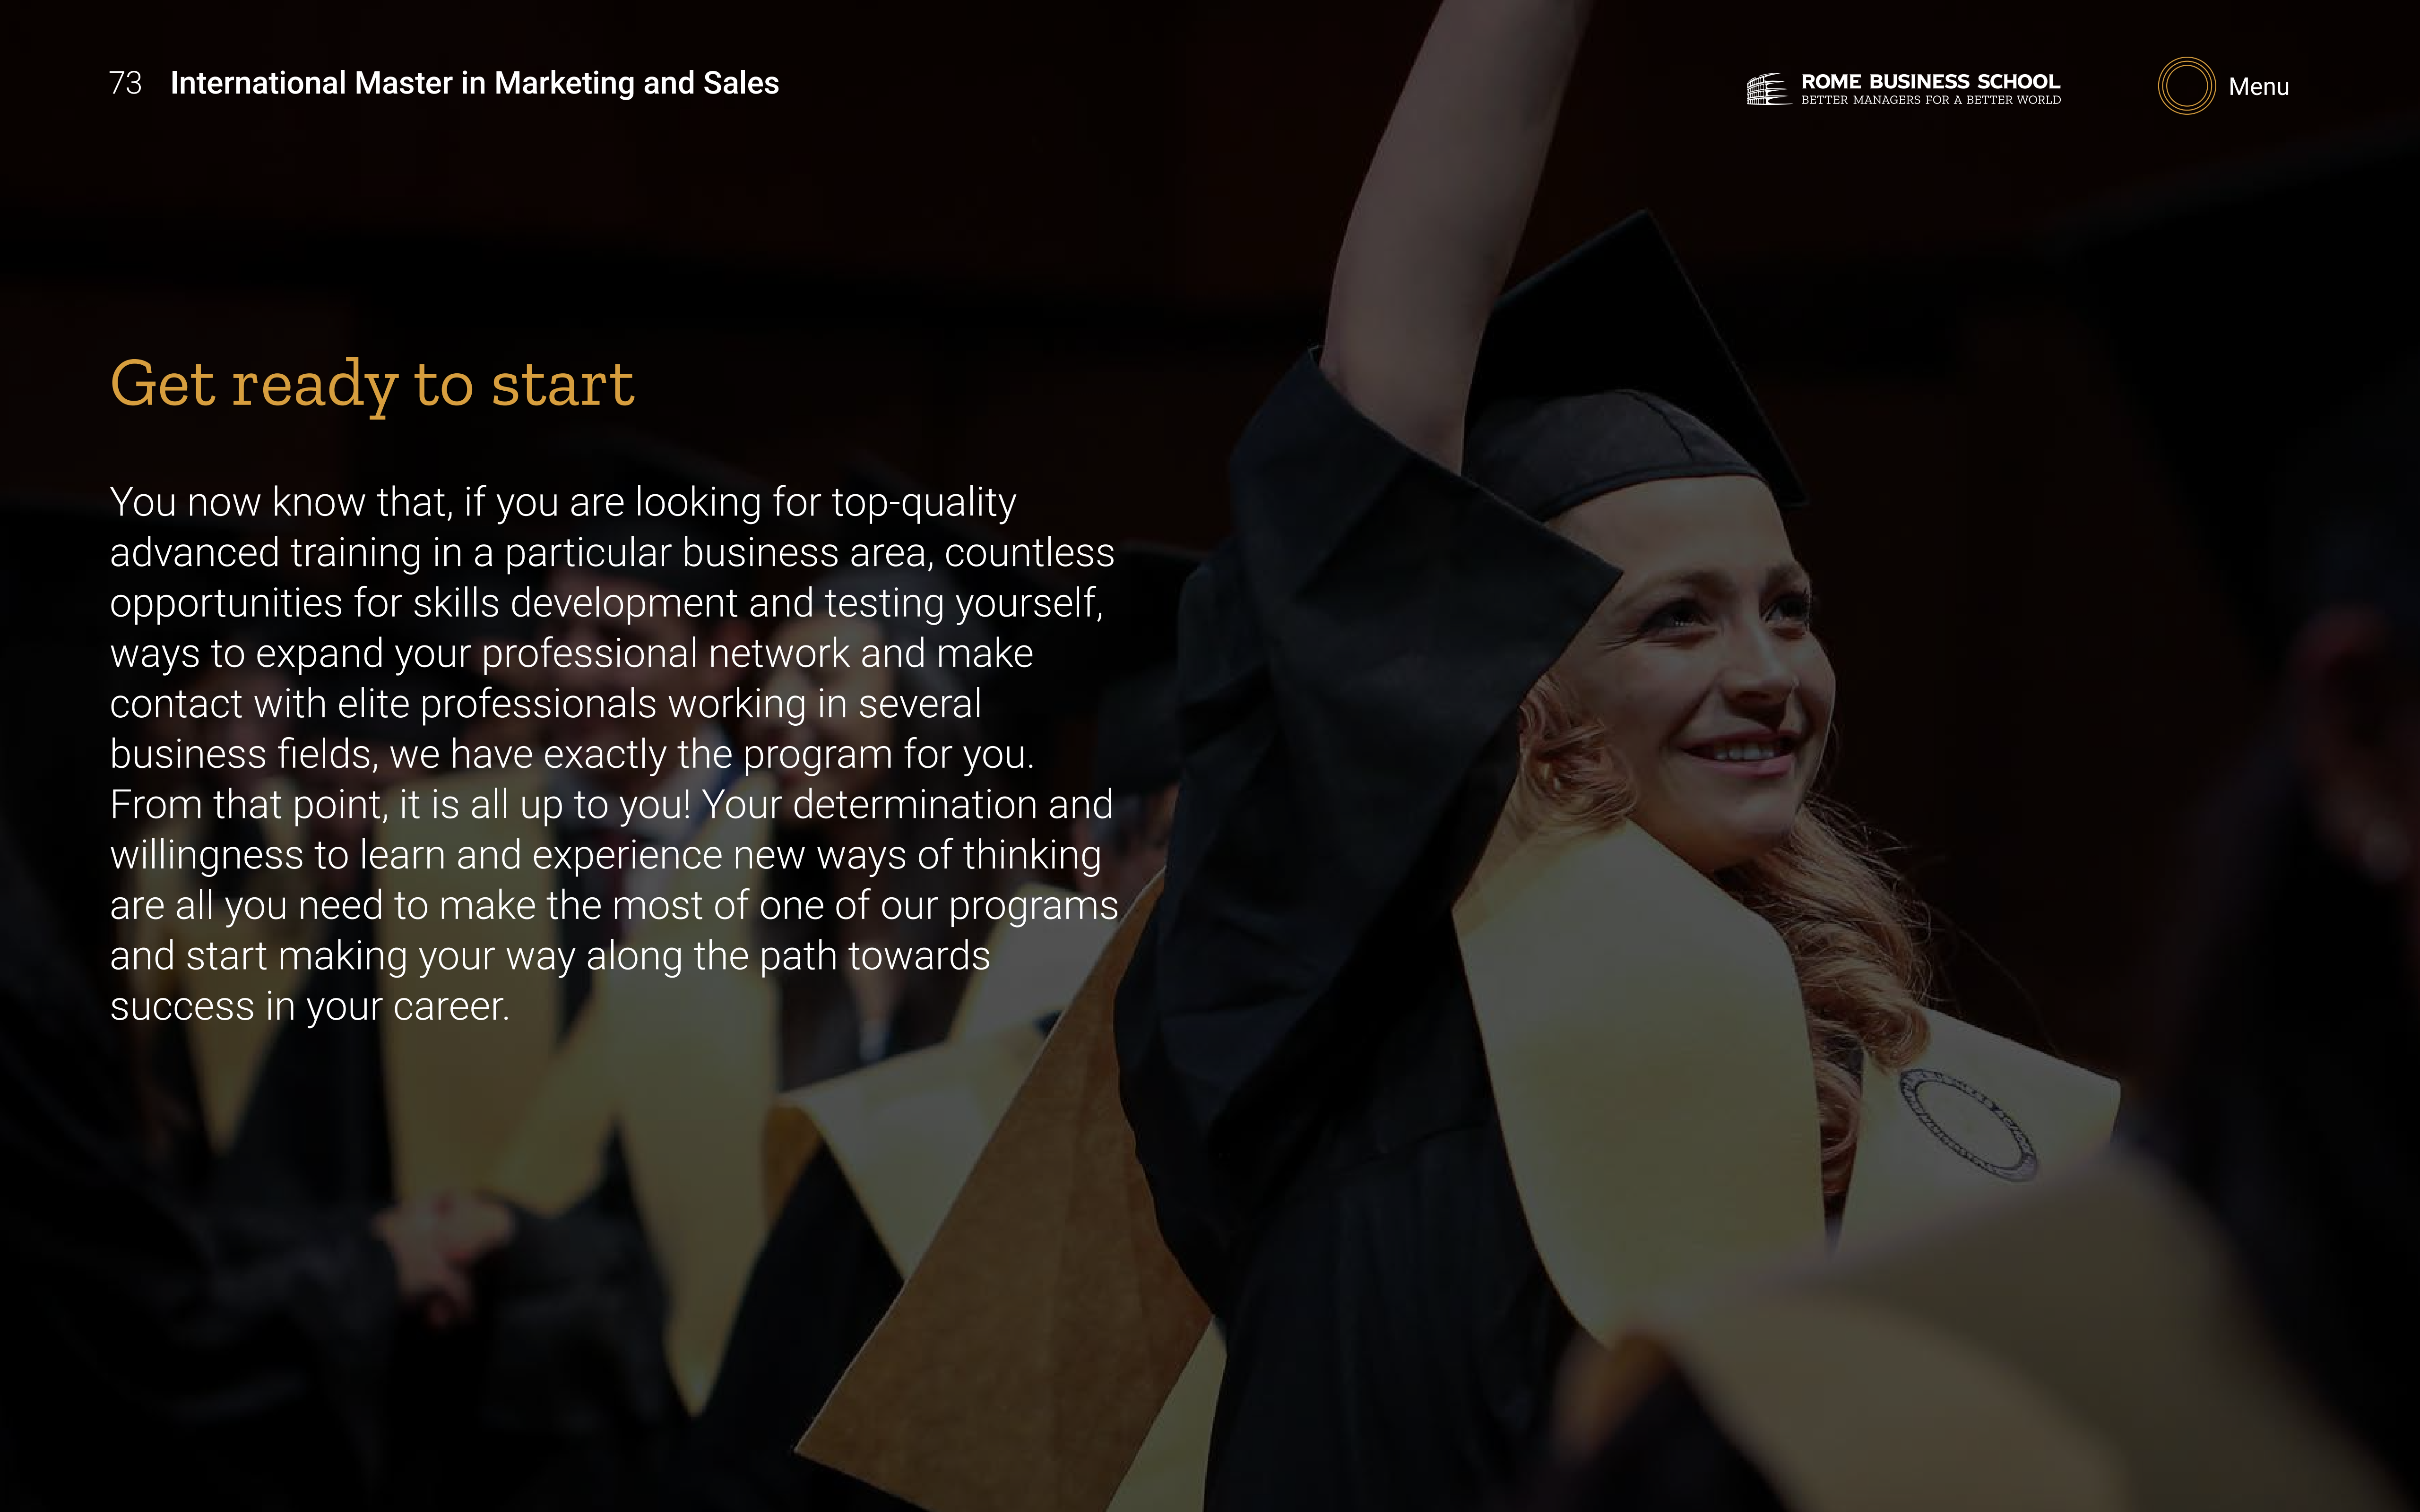 73 International Master in Marketing and Sales
ROME BUSINESS SCHOOL
BETTER MANAGERS FOR A BETTER WORLD
Menu
Get ready to start
You now know that, if you are looking for top-quality
advanced training in a particular business area, countless
opportunities for skills development and testing yourself,
ways to expand your professional network and make
contact with elite professionals working in several
business fields, we have exactly the program for you.
From that point, it is all up to you! Your determination and
willingness to learn and experience new ways of thinking
are all you need to make the most of one of our programs
and start making your way along the path towards
success in your career.